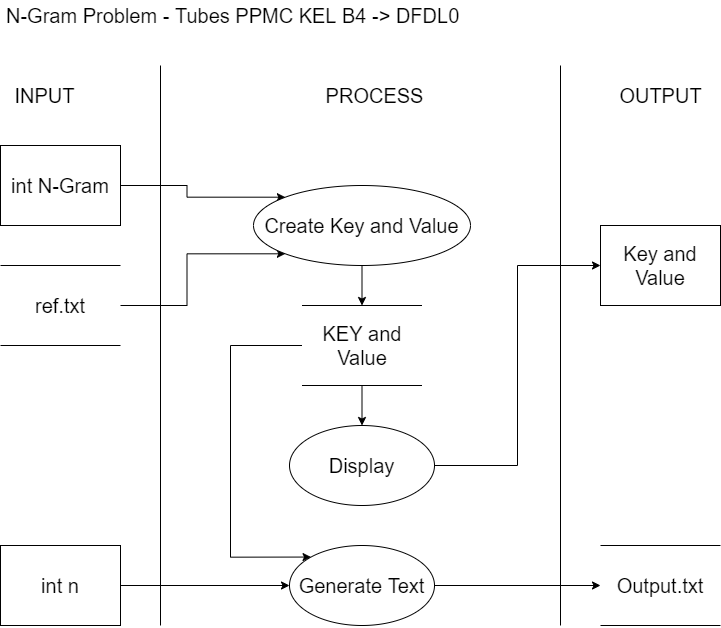 N-Gram Problem - Tubes PPMC KEL B4 -> DFDL0
INPUT
PROCESS
OUTPUT
int N-Gram
Create Key and Value
Key and
Value
ref.txt
KEY and
Value
Display
int n
Generate Text
Output.txt